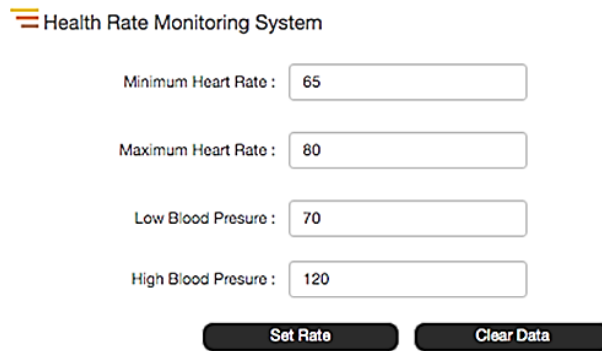 Health Rate Monitoring System
Minimum Heart Rate : 65
Maximum Heart Rate : 80
Low Blood Presure : 70
High Blood Presure : 120
Set Rate Clear Data